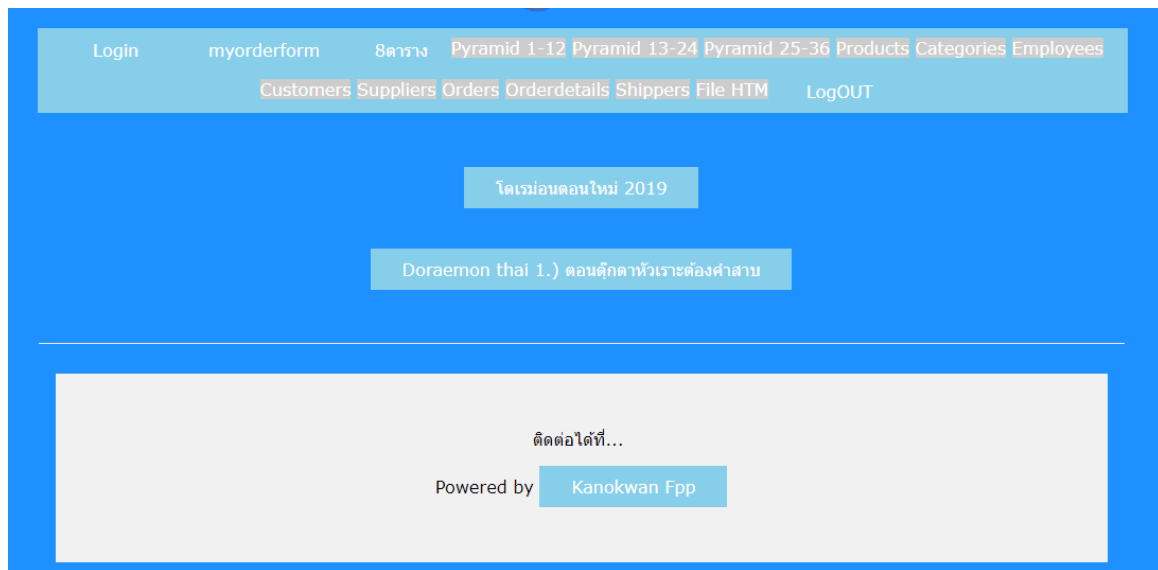 Login myorderform 8ตาราง Pyramid 1-12 Pyramid 13-24 Pyramid 25-36 Products Categories Employees
Customers Suppliers Orders Orderdetails Shippers File HTM LogOUT
โดเรม่อนตอนใหม่ 2019
Doraemon thai 1.) ตอนตุ๊กตาหัวเราะต้องคำสาบ
ติดต่อได้ที่...
Powered by Kanokwan Fpp